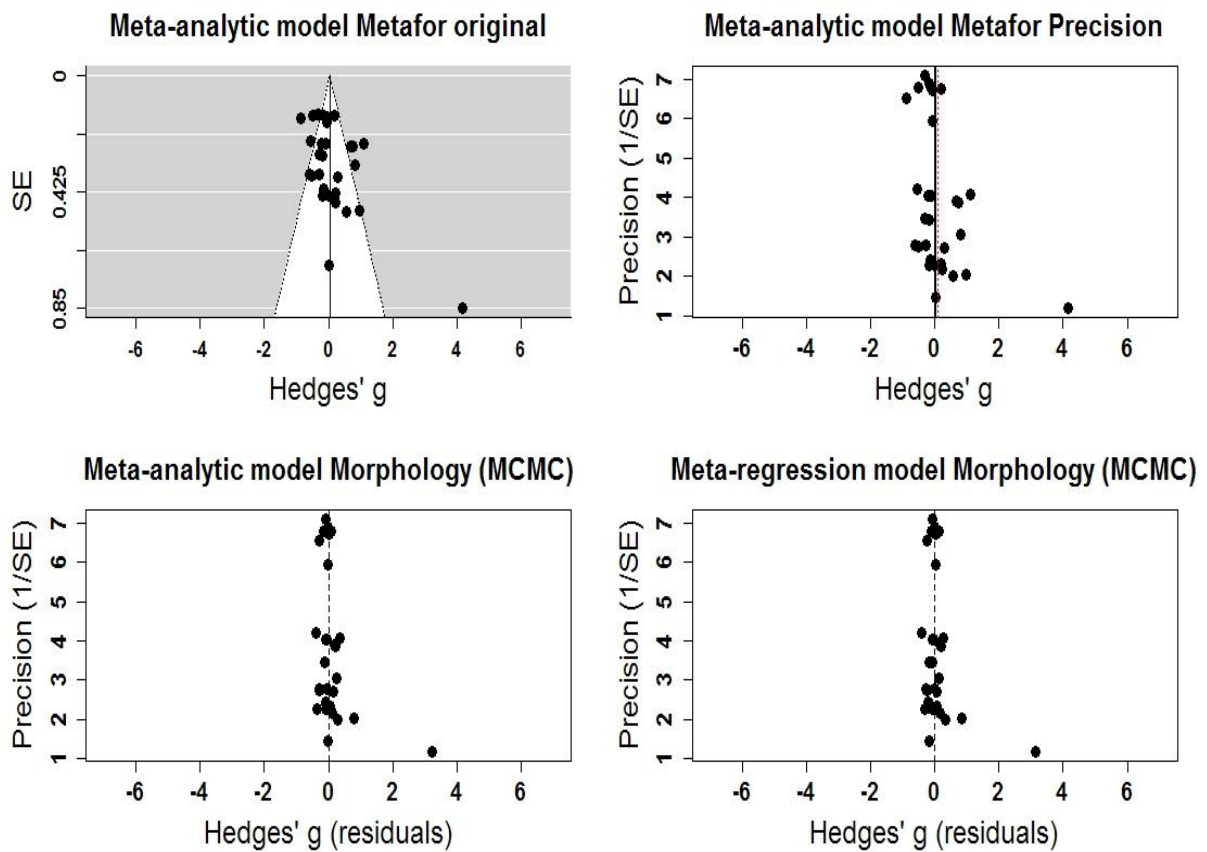 Meta-analytic model Metafor original
SE
0
0.425
0.85
-6 -4 -2 0 2 4 6
Hedges' g
Meta-analytic model Metafor Precision
Precision (1/SE)
7
6
5
4
3
2
1
-6 -4 -2 0 2 4 6
Hedges' g
Meta-analytic model Morphology (MCMC)
Precision (1/SE)
7
6
5
4
3
2
1
-6 -4 -2 0 2 4 6
Hedges' g (residuals)
Meta-regression model Morphology (MCMC)
Precision (1/SE)
7
6
5
4
3
2
1
-6 -4 -2 0 2 4 6
Hedges' g (residuals)